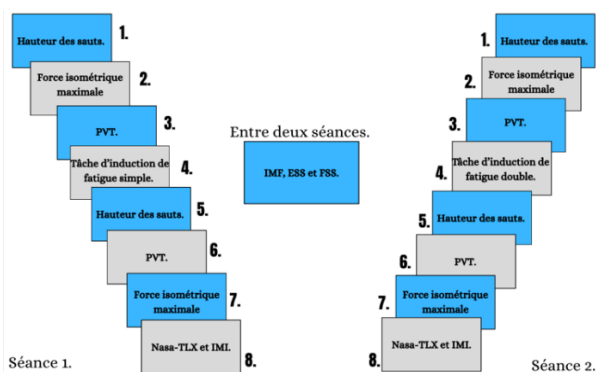 Hauteur des sauts.
1.
Force isométrique
maximale
2.
PVT.
3.
Tâche d'induction de
fatigue simple.
4.
Hauteur des sauts.
5.
PVT.
6.
Force isométrique
maximale
7.
Nasa-TLX et IMI.
8.
Séance 1.
Entre deux séances.
IMF, ESS et FSS.
1.
Hauteur des sauts.
2.
Force isométrique
maximale
3.
PVT.
4.
Tâche d'induction de
fatigue double.
5.
Hauteur des sauts.
6.
PVT.
7.
Force isométrique
maximale
8.
Nasa-TLX et IMI.
Séance 2.